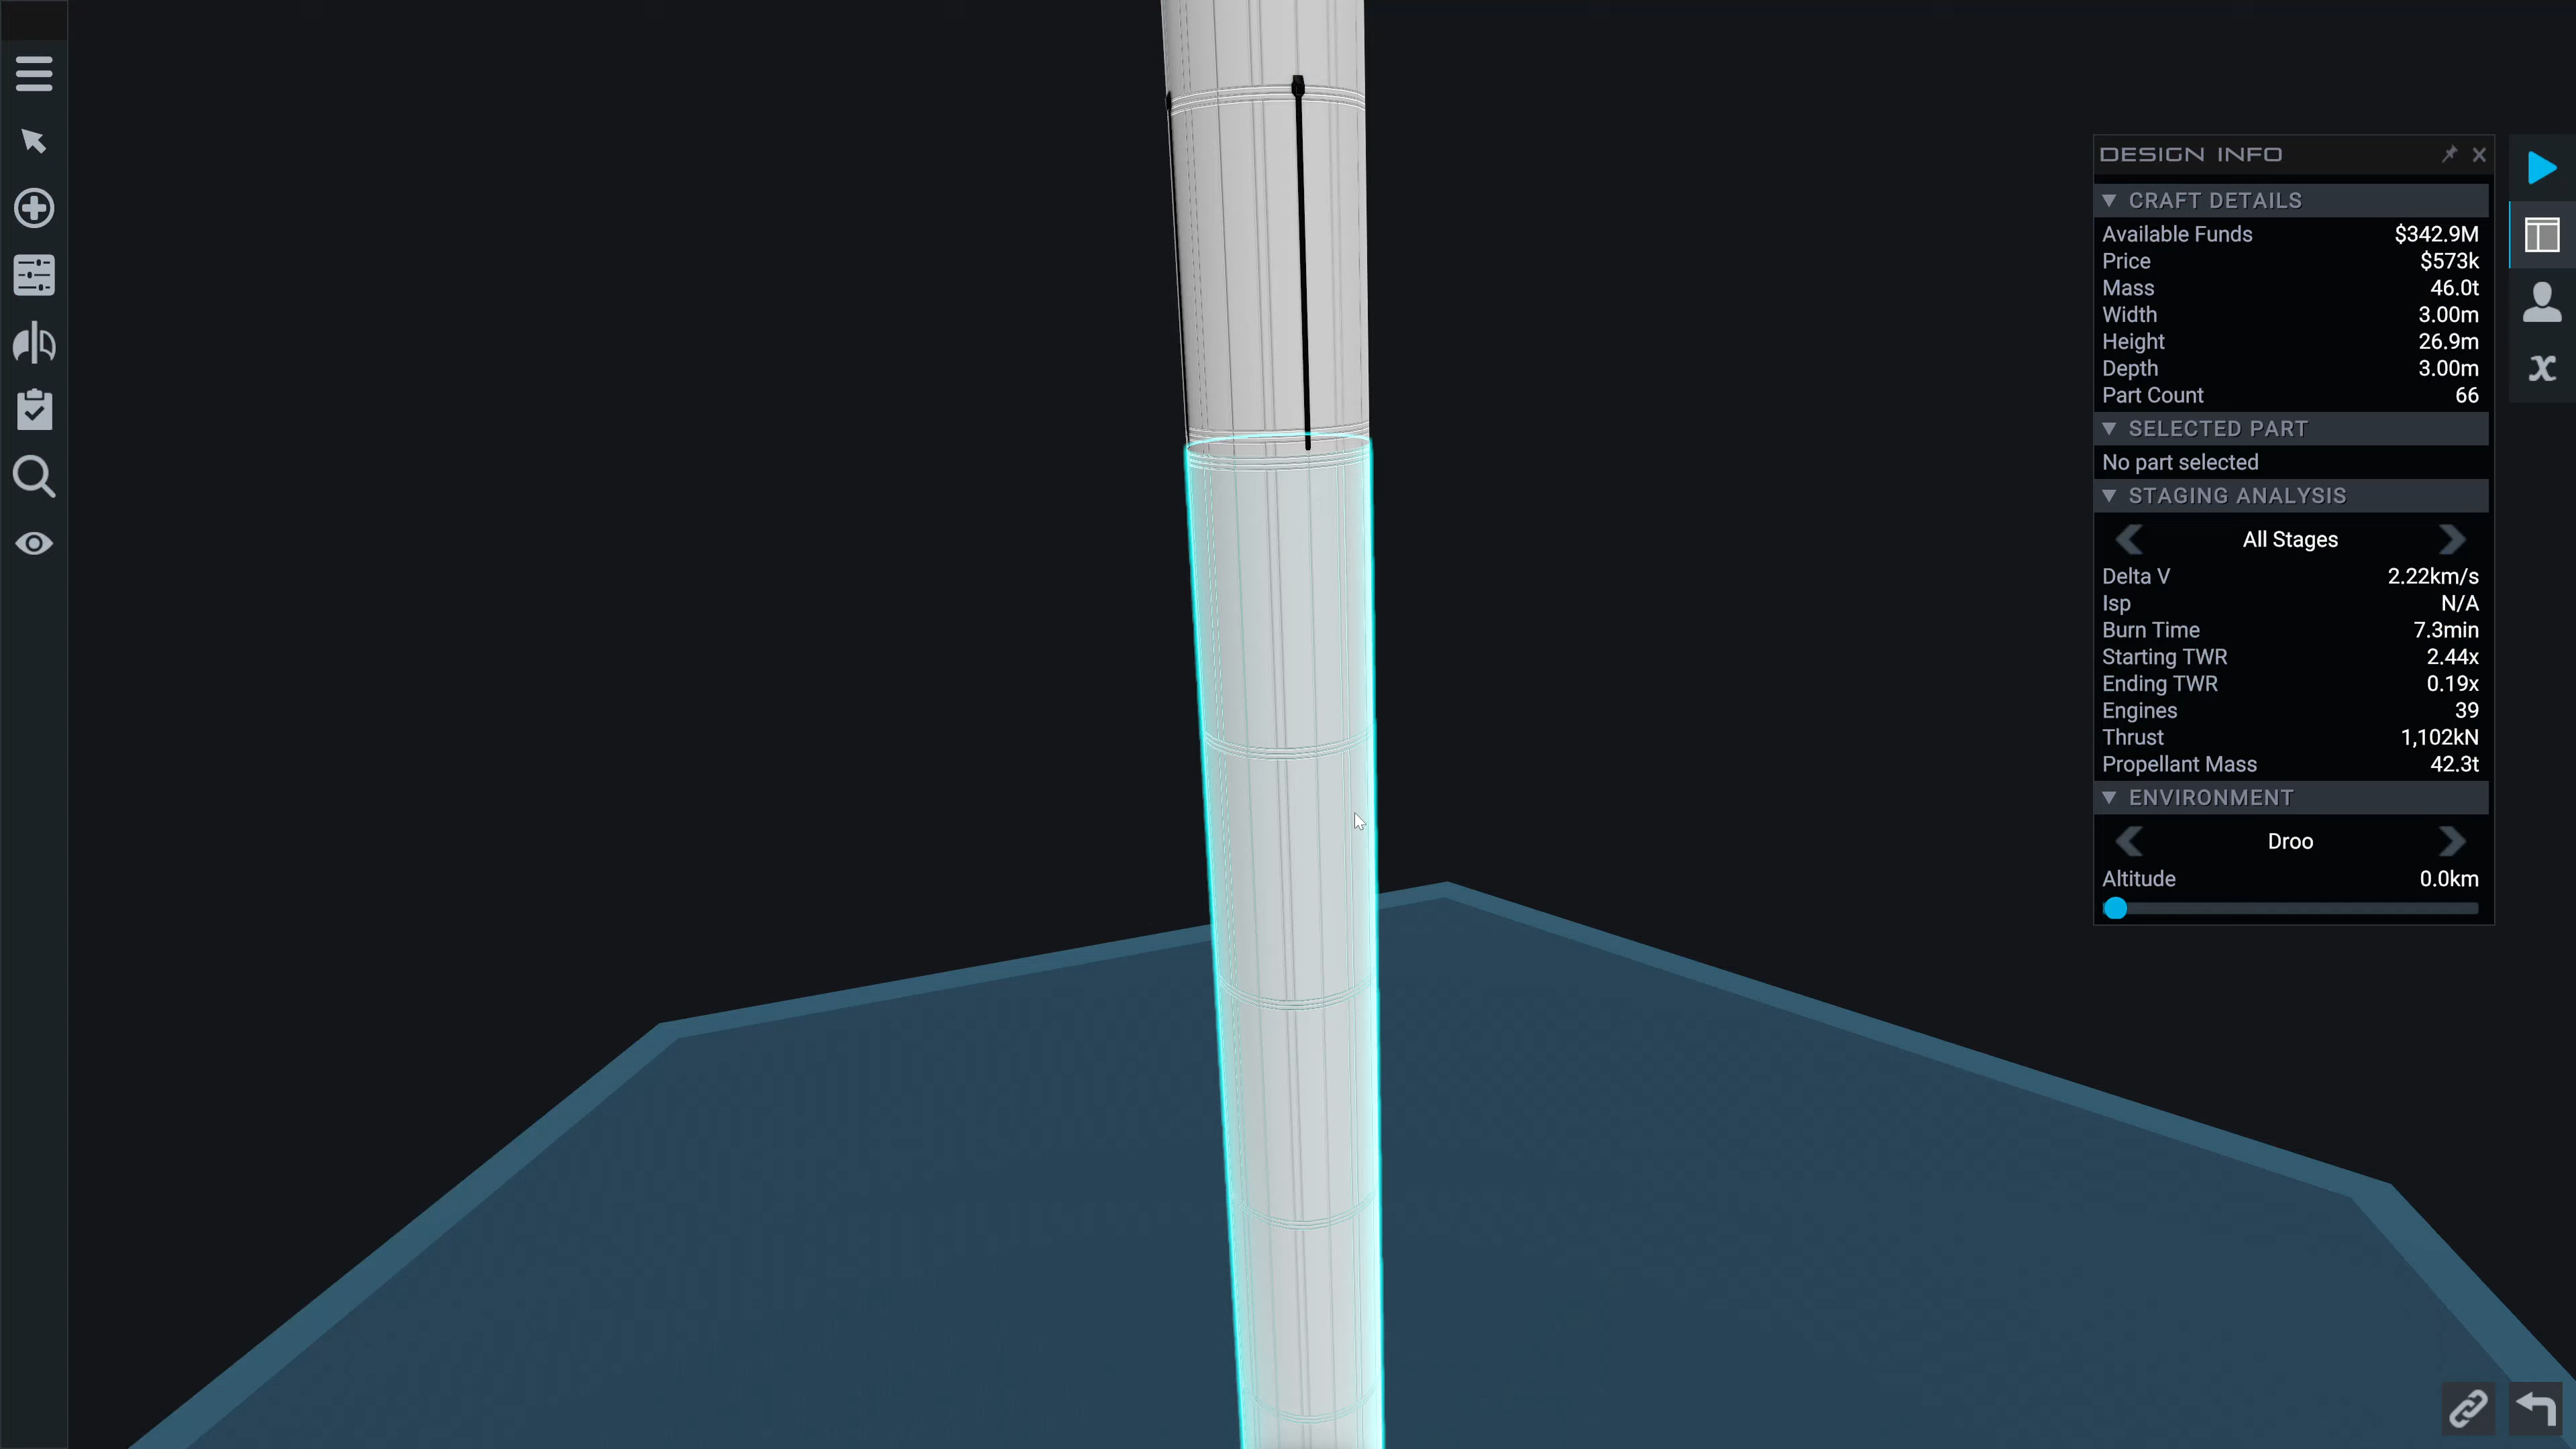 DESIGN INFO
CRAFT DETAILS
Available Funds $342.9M
Price $573k
Mass 46.0t
Width 3.00m
Height 26.9m
Depth 3.00m
Part Count 66
SELECTED PART
No part selected
STAGING ANALYSIS
All Stages
Delta V 2.22km/s
Isp N/A
Burn Time 7.3min
Starting TWR 2.44x
Ending TWR 0.19x
Engines 39
Thrust 1,102kN
Propellant Mass 42.3t
ENVIRONMENT
Droo
Altitude 0.0km